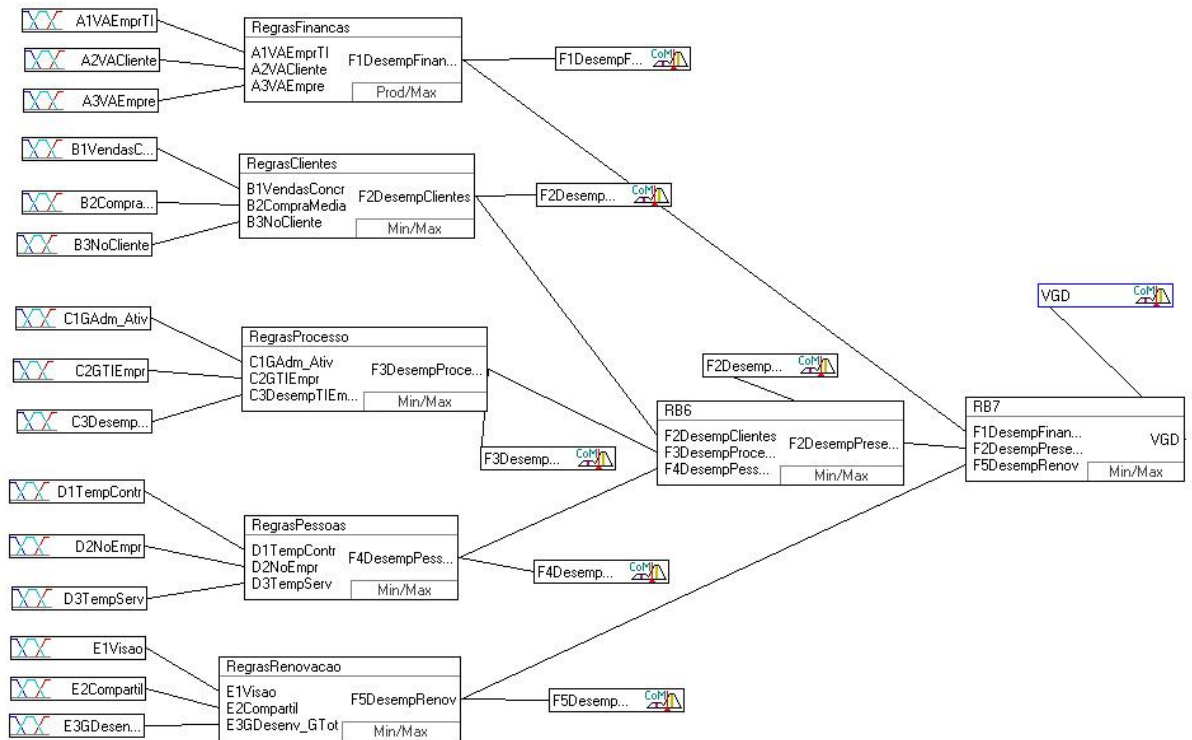 A1VAEmprTI
A2VACliente
A3VAEmpre
RegrasFinancas
A1VAEmprTI
A2VACliente
A3VAEmpre
F1DesempFinan...
Prod/Max
F1DesempF...
CoM
B1VendasC...
B2Compra...
B3NoCliente
RegrasClientes
B1VendasConcr
B2CompraMedia
B3NoCliente
F2DesempClientes
Min/Max
F2Desemp...
CoM
C1GAdm_Ativ
C2GTIEmpr
C3Desemp...
RegrasProcesso
C1GAdm_Ativ
C2GTIEmpr
C3DesempTIEm...
F3DesempProce...
Min/Max
F3Desemp...
CoM
D1TempContr
D2NoEmpr
D3TempServ
RegrasPessoas
D1TempContr
D2NoEmpr
D3TempServ
F4DesempPess...
Min/Max
F4Desemp...
CoM
E1Visao
E2Compartil
E3GDesen...
RegrasRenovacao
E1Visao
E2Compartil
E3GDesenv_GTot
F5DesempRenov
Min/Max
F5Desemp...
CoM
F2Desemp...
CoM
RB6
F2DesempClientes
F3DesempProce...
F4DesempPess...
F2DesempPrese...
Min/Max
VGD
CoM
RB7
F1DesempFinan...
F2DesempPrese...
F5DesempRenov
VGD
Min/Max